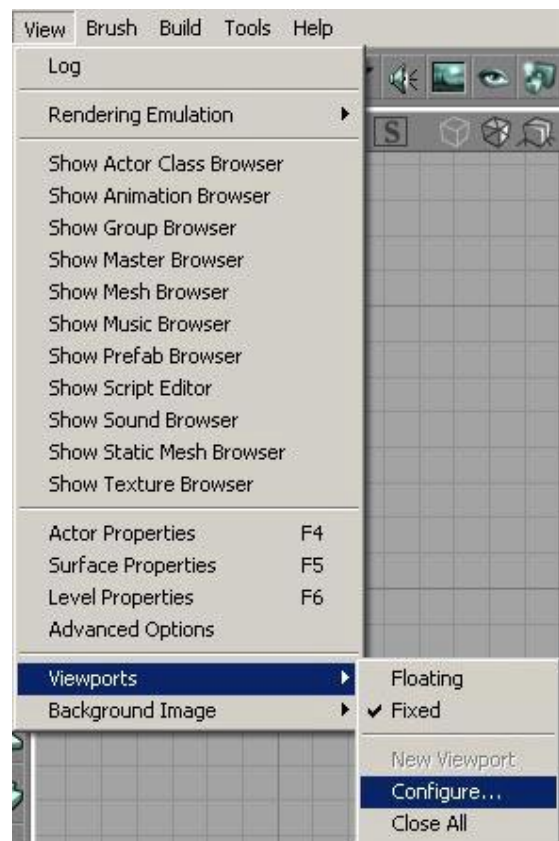 View Brush Build Tools Help
Log
Rendering Emulation
S
Show Actor Class Browser
Show Animation Browser
Show Group Browser
Show Master Browser
Show Mesh Browser
Show Music Browser
Show Prefab Browser
Show Script Editor
Show Sound Browser
Show Static Mesh Browser
Show Texture Browser
Actor Properties F4
Surface Properties F5
Level Properties F6
Advanced Options
Viewports
Background Image
Floating
Fixed
New Viewport
Configure...
Close All